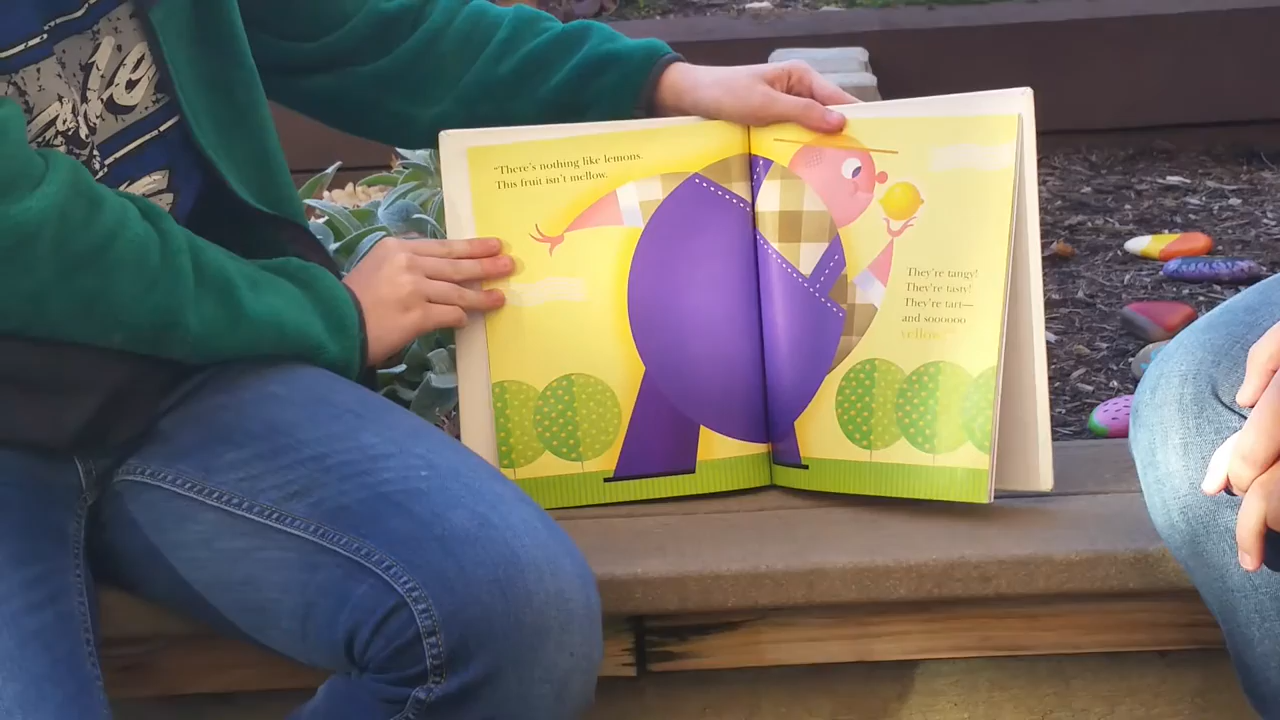 "There's nothing like lemons.
This fruit isn't mellow.
They're tangy!
They're tasty!
They're tart—
and soooooo
yellow!"